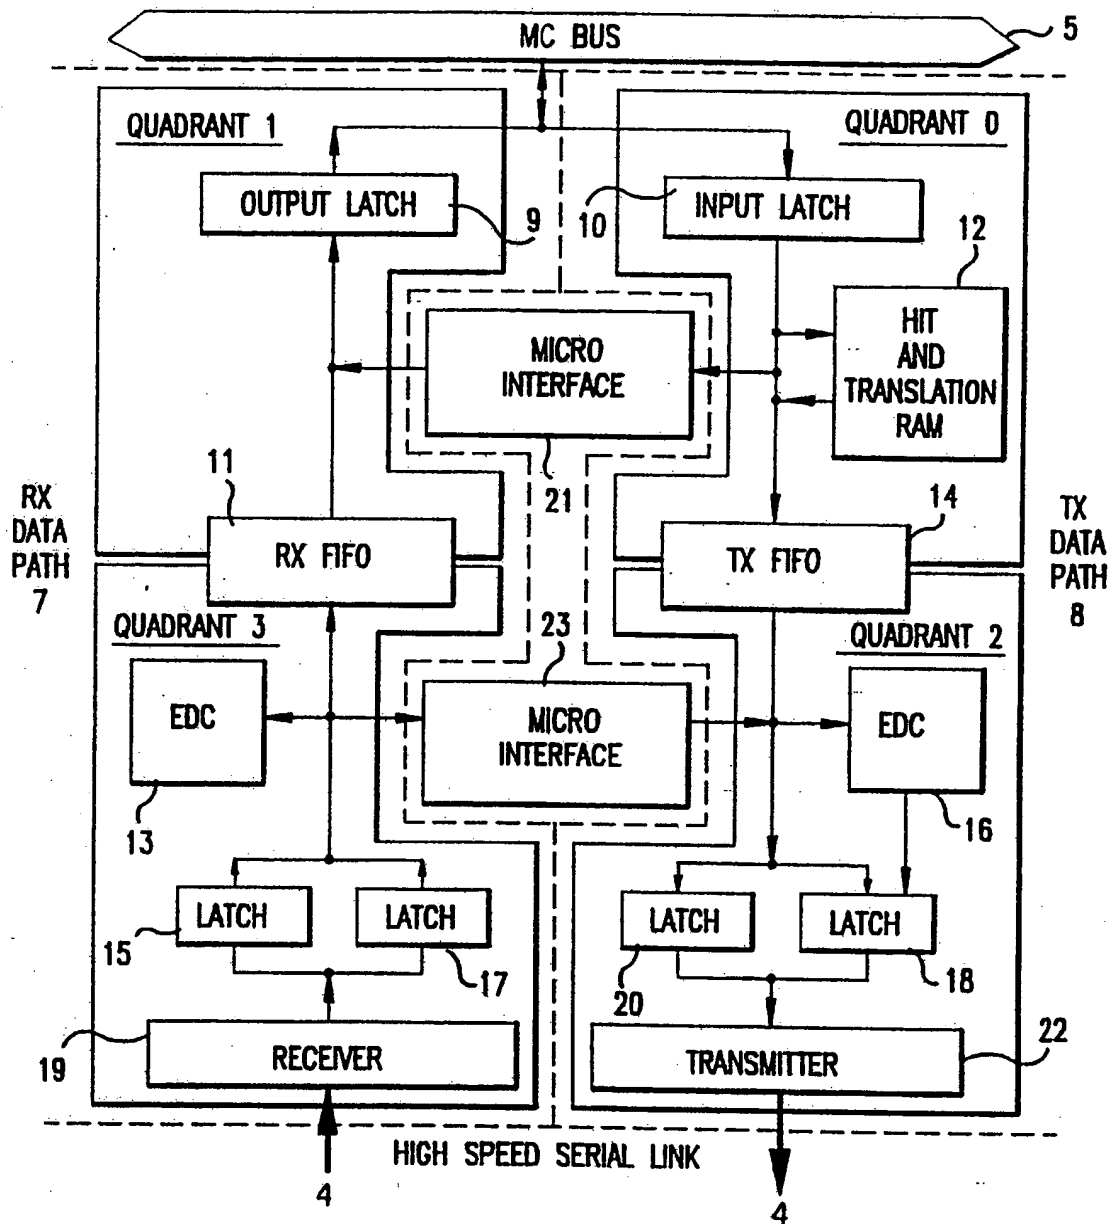 MC BUS
5
QUADRANT 1
QUADRANT 0
OUTPUT LATCH
9
10
INPUT LATCH
12
HIT
AND
TRANSLATION
RAM
MICRO
INTERFACE
21
11
RX FIFO
14
TX FIFO
RX
DATA
PATH
7
TX
DATA
PATH
8
QUADRANT 3
23
QUADRANT 2
EDC
13
MICRO
INTERFACE
EDC
16
LATCH
15
LATCH
17
LATCH
20
LATCH
18
19
RECEIVER
TRANSMITTER
22
HIGH SPEED SERIAL LINK
4
4